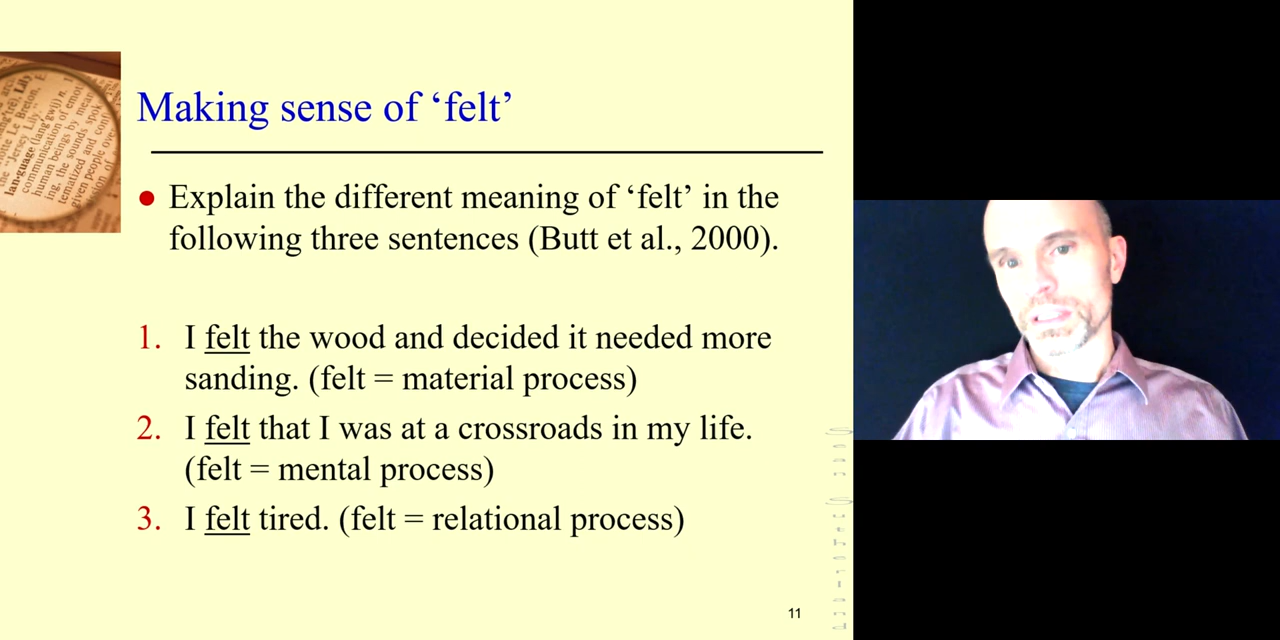 Making sense of ‘felt’
● Explain the different meaning of ‘felt’ in the
following three sentences (Butt et al., 2000).
1. I felt the wood and decided it needed more
sanding. (felt = material process)
2. I felt that I was at a crossroads in my life.
(felt = mental process)
3. I felt tired. (felt = relational process)
11